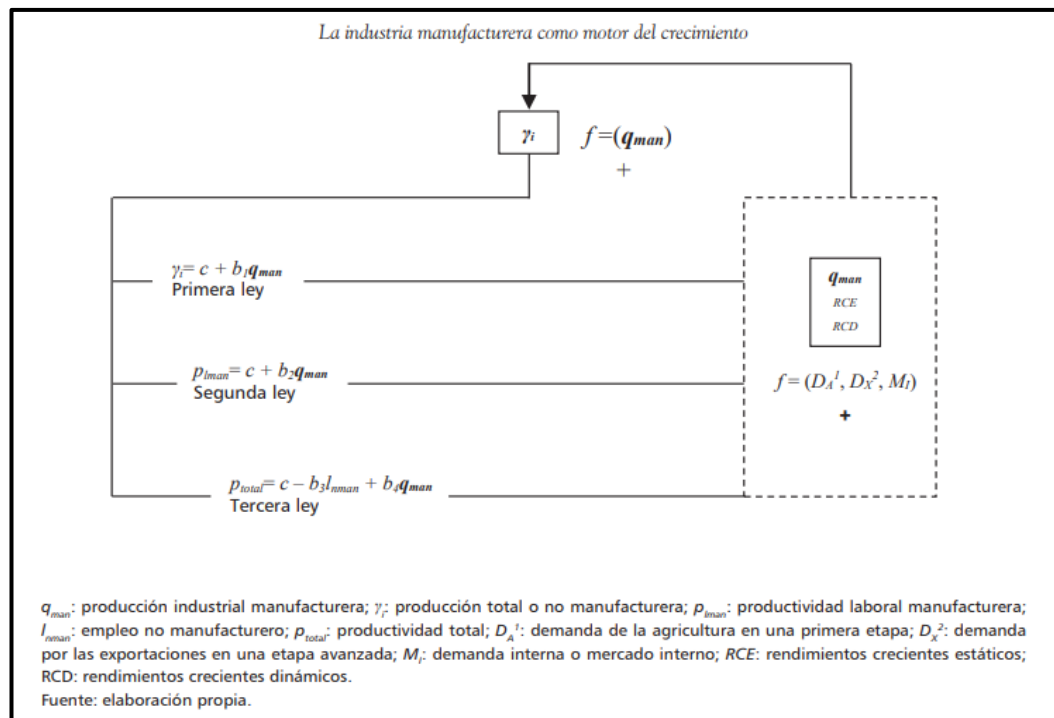 La industria manufacturera como motor del crecimiento
γi
f =(qman)
+
γi= c + b1qman
Primera ley
plman= c + b2qman
Segunda ley
ptotal= c – b3lnman + b4qman
Tercera ley
qman
RCE
RCD
f = (DA1, DX2, MI)
+
qman: producción industrial manufacturera; γi: producción total o no manufacturera; plman: productividad laboral manufacturera;
lnman: empleo no manufacturero; ptotal: productividad total; DA1: demanda de la agricultura en una primera etapa; DX2: demanda
por las exportaciones en una etapa avanzada; Mi: demanda interna o mercado interno; RCE: rendimientos crecientes estáticos;
RCD: rendimientos crecientes dinámicos.
Fuente: elaboración propia.